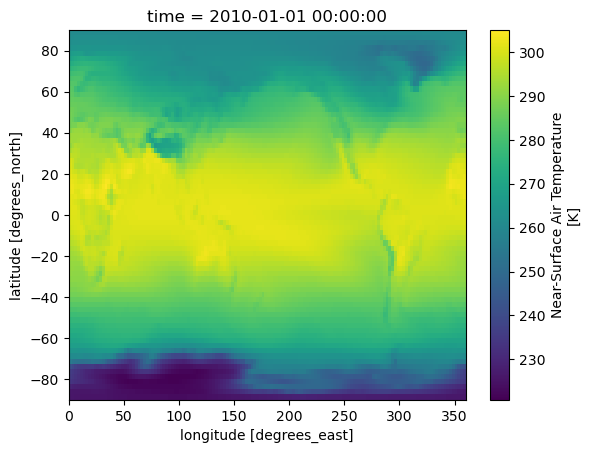 time = 2010-01-01 00:00:00
80
60
40
20
0
−20
−40
−60
−80
latitude [degrees_north]
0 50 100 150 200 250 300 350
longitude [degrees_east]
300
290
280
270
260
250
240
230
Near-Surface Air Temperature
[K]